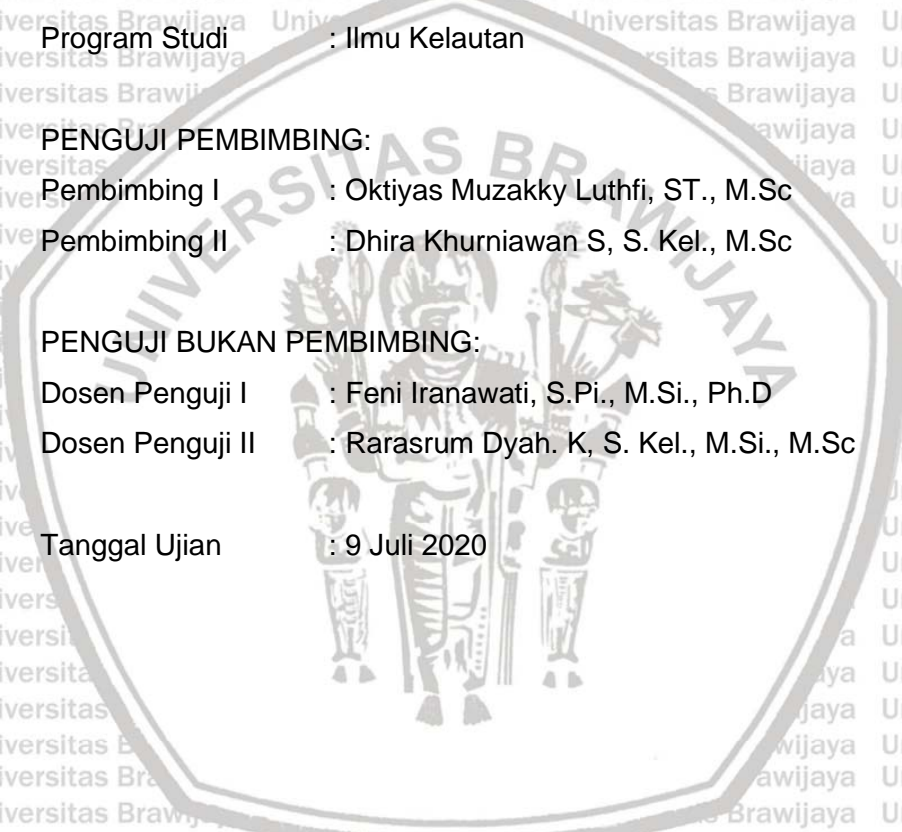 Program Studi : Ilmu Kelautan
PENGUJI PEMBIMBING:
Pembimbing I : Oktiyas Muzakky Luthfi, ST., M.Sc
Pembimbing II : Dhira Khurniawan S, S. Kel., M.Sc
PENGUJI BUKAN PEMBIMBING:
Dosen Penguji I : Feni Iranawati, S.Pi., M.Si., Ph.D
Dosen Penguji II : Rarasrum Dyah. K, S. Kel., M.Si., M.Sc
Tanggal Ujian : 9 Juli 2020
UNIVERSITAS BRAWIJAYA